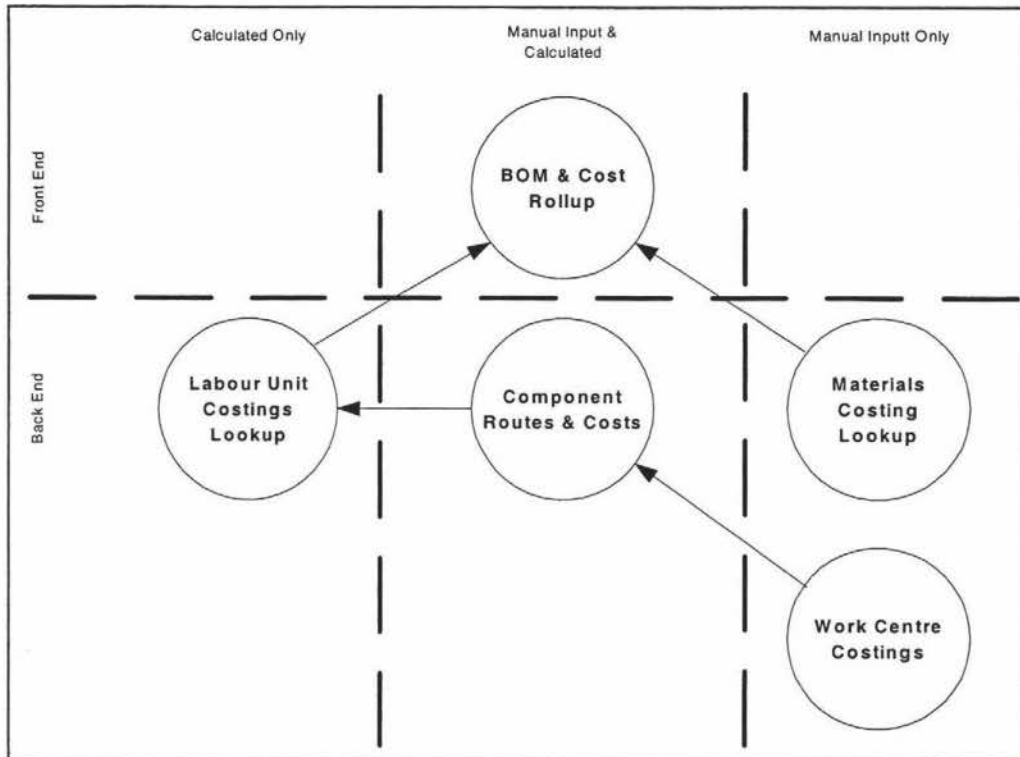 Calculated Only
Manual Input &
Calculated
Manual Inputt Only
Front End
BOM & Cost
Rollup
Back End
Labour Unit
Costings
Lookup
Component
Routes & Costs
Materials
Costing
Lookup
Work Centre
Costings